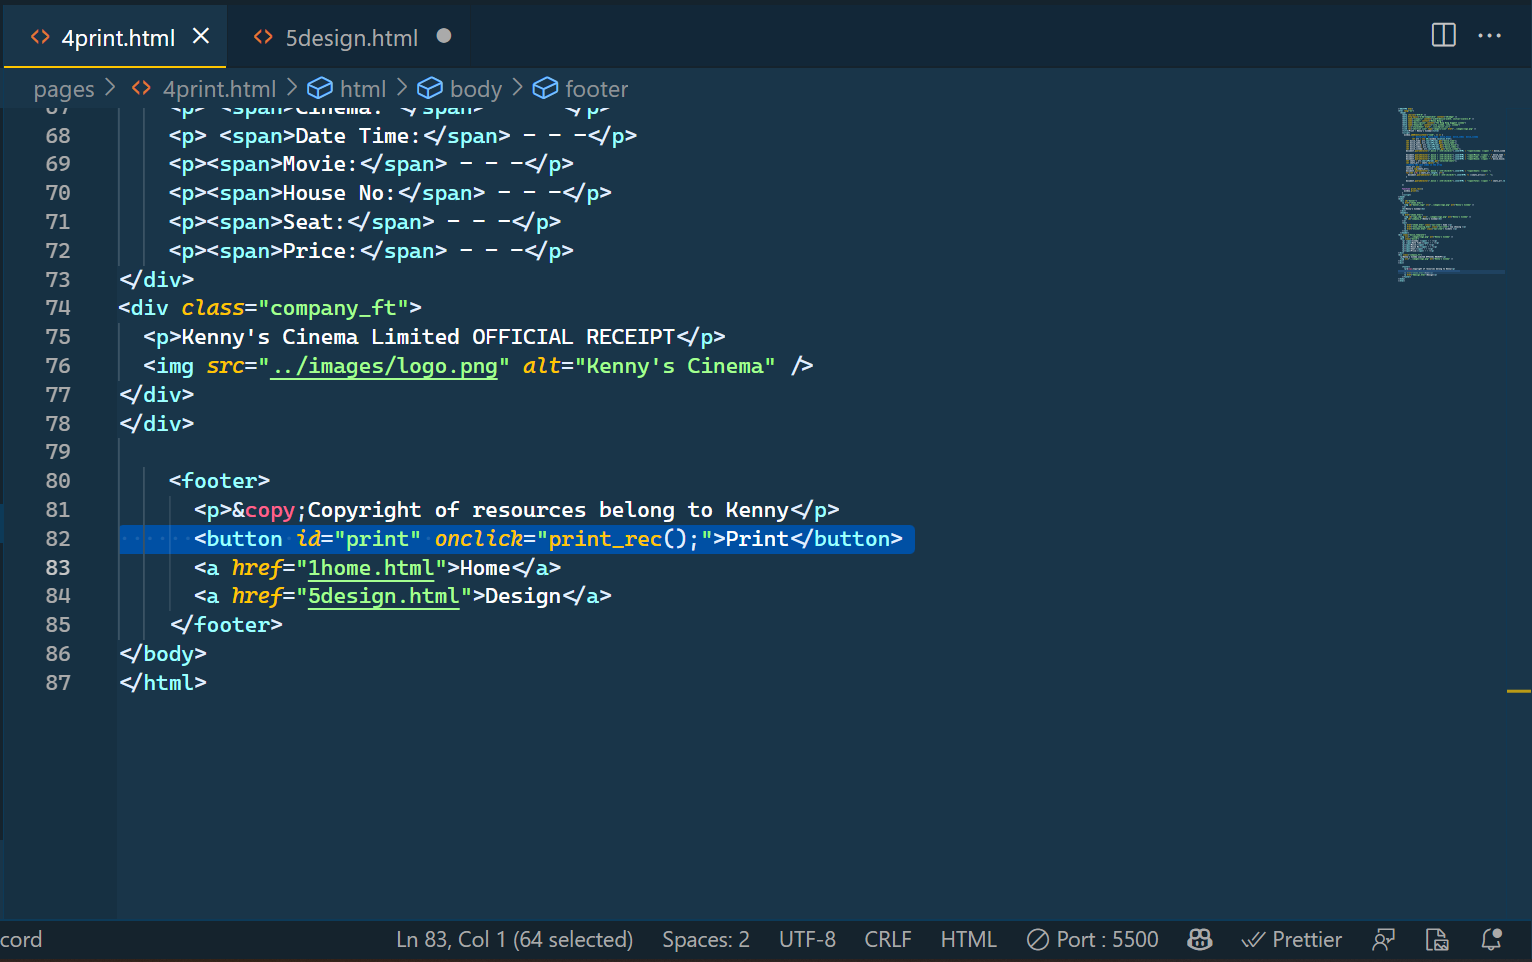 4print.html
5design.html
pages > 4print.html > html > body > footer
67 <p> <span>Cinema: </span> </p>
68 <p> <span>Date Time:</span> - - -</p>
69 <p><span>Movie:</span> - - -</p>
70 <p><span>House No:</span> - - -</p>
71 <p><span>Seat:</span> - - -</p>
72 <p><span>Price:</span> - - -</p>
73 </div>
74 <div class="company_ft">
75 <p>Kenny's Cinema Limited OFFICIAL RECEIPT</p>
76 <img src="../images/logo.png" alt="Kenny's Cinema" />
77 </div>
78 </div>
79
80 <footer>
81 <p>&copy;Copyright of resources belong to Kenny</p>
82 <button id="print" onclick="print_rec();">Print</button>
83 <a href="1home.html">Home</a>
84 <a href="5design.html">Design</a>
85 </footer>
86 </body>
87 </html>
cord Ln 83, Col 1 (64 selected) Spaces: 2 UTF-8 CRLF HTML Port : 5500 Prettier